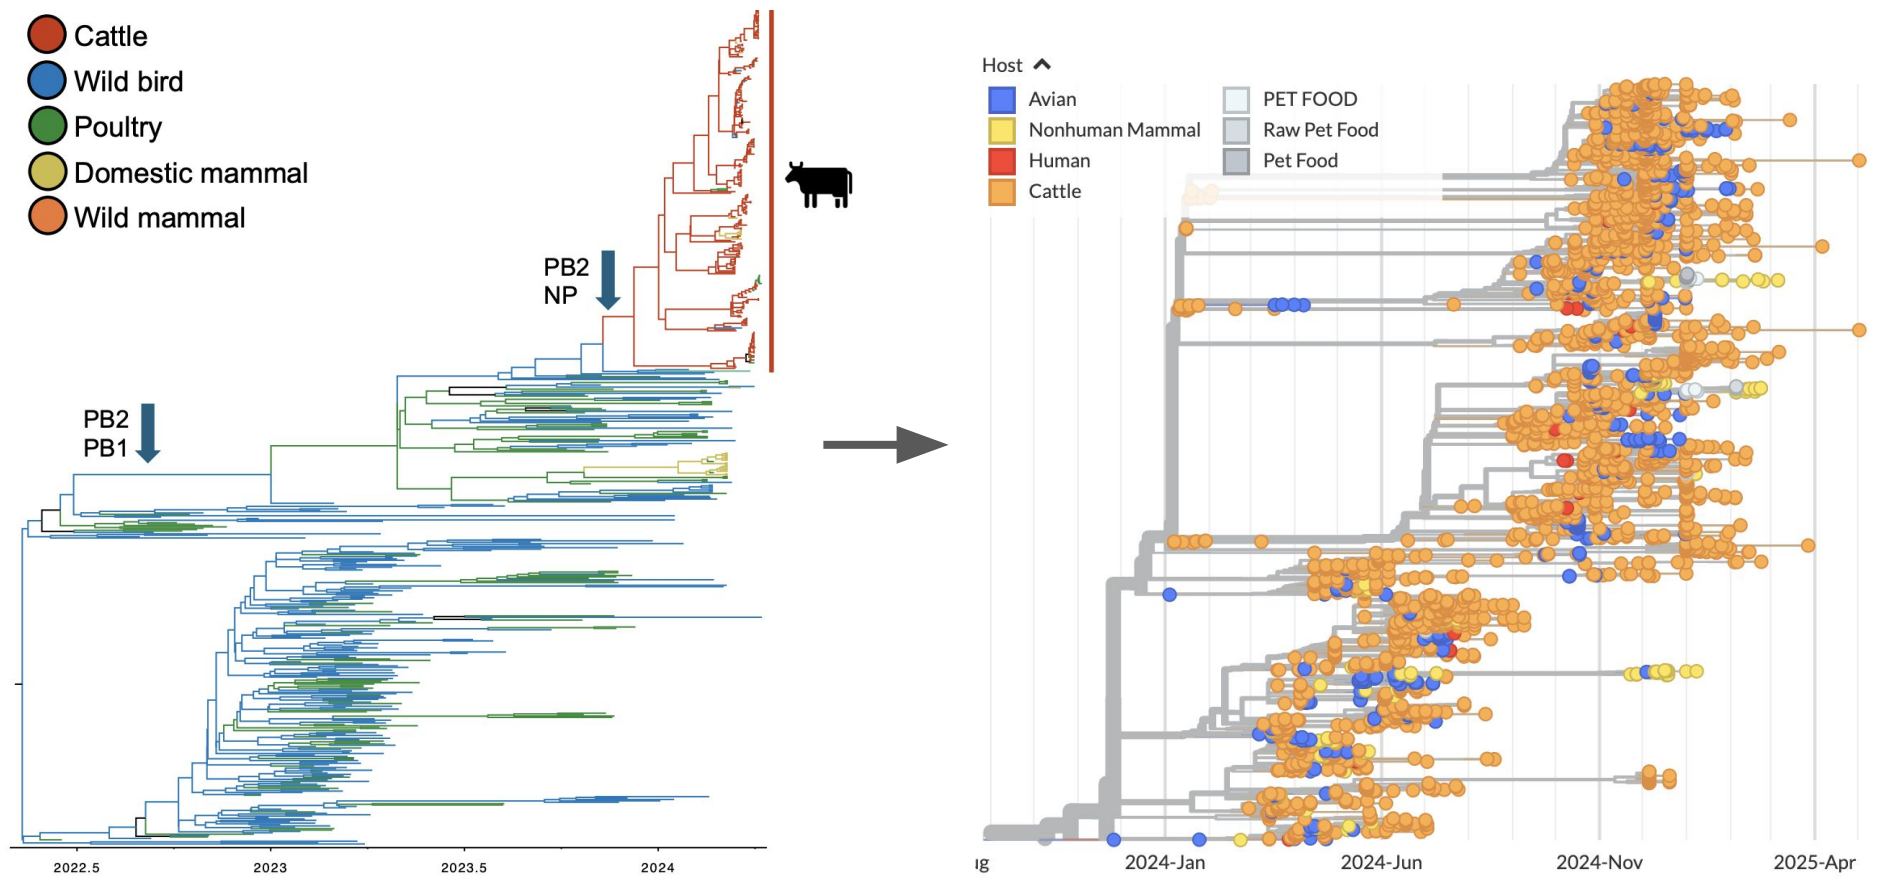 Cattle
Wild bird
Poultry
Domestic mammal
Wild mammal
PB2
NP
PB2
PB1
2022.5 2023 2023.5 2024
Host
Avian
Nonhuman Mammal
Human
Cattle
PET FOOD
Raw Pet Food
Pet Food
ıg 2024-Jan 2024-Jun 2024-Nov 2025-Apr